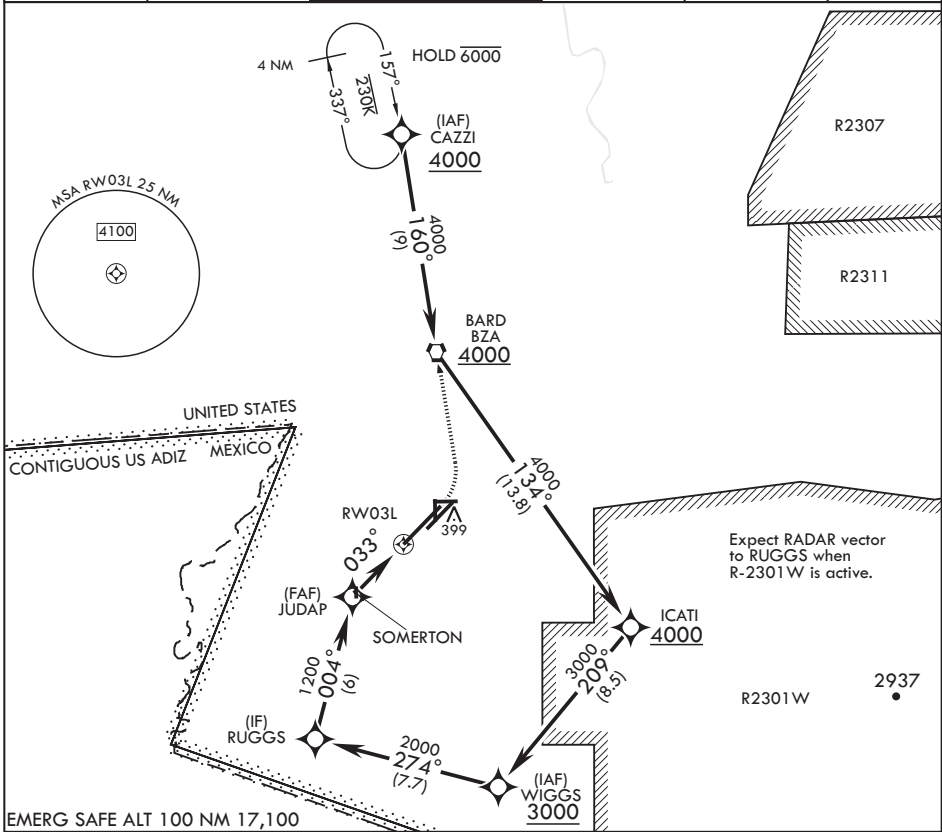 4 NM
HOLD 6000
157°
230K
337°
(IAF)
CAZZI
4000
R2307
MSA RW03L 25 NM
4100
4000
160°
(9)
R2311
BARD
BZA
4000
UNITED STATES
CONTIGUOUS US ADIZ
MEXICO
4000
134°
(13.8)
RW03L
399
033°
Expect RADAR vector
to RUGGS when
R-2301W is active.
(FAF)
JUDAP
SOMERTON
ICATI
4000
1200
004°
(6)
3000
209°
(8.5)
R2301W
2937
(IF)
RUGGS
2000
274°
(7.7)
(IAF)
WIGGS
3000
EMERG SAFE ALT 100 NM 17,100